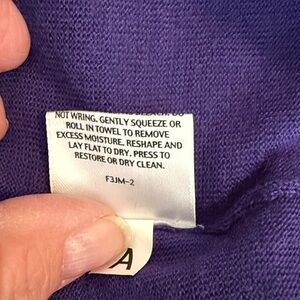 NOT WRING. GENTLY SQUEEZE OR
ROLL IN TOWEL TO REMOVE
EXCESS MOISTURE. RESHAPE AND
LAY FLAT TO DRY. PRESS TO
RESTORE OR DRY CLEAN.
F3JM-2
A